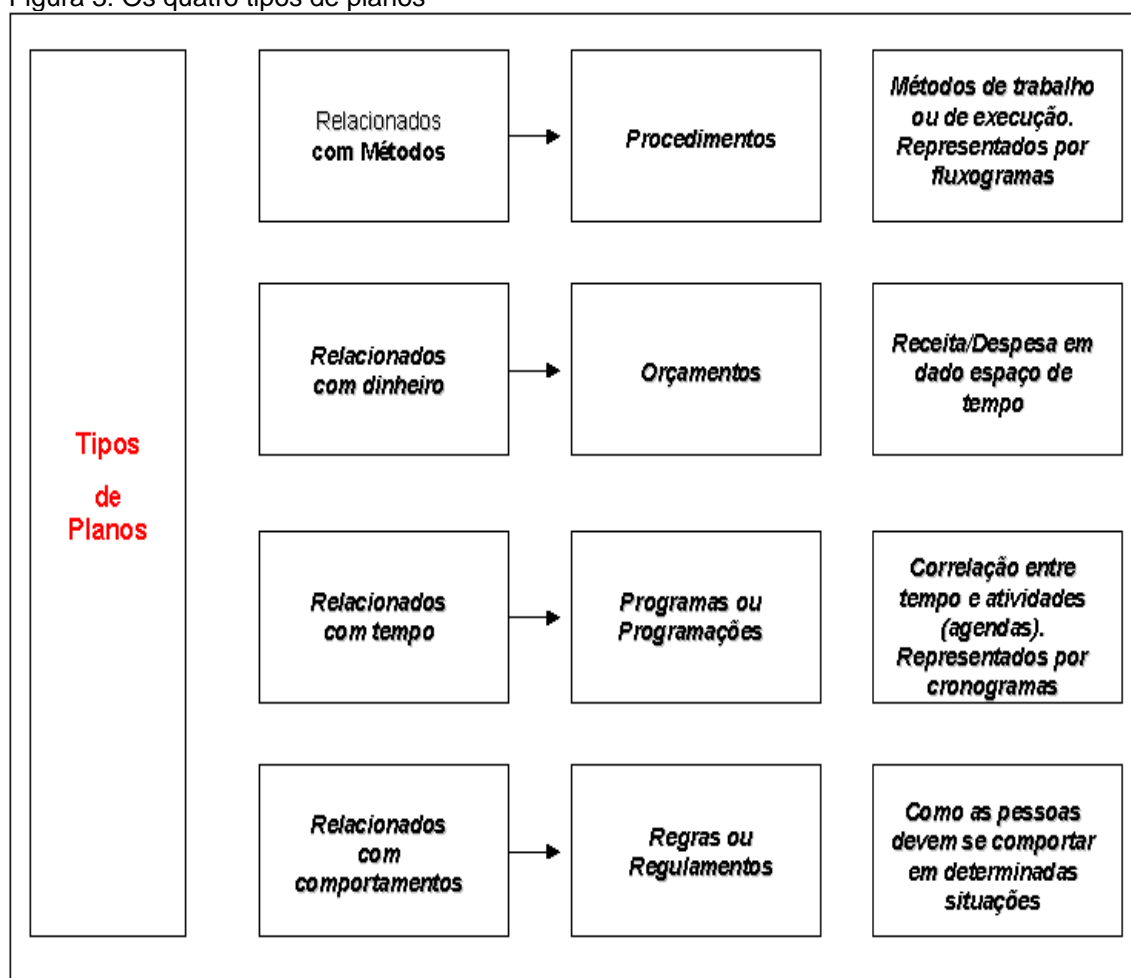 Figura 3: Os quatro tipos de planos
Tipos
de
Planos
Relacionados
com Métodos
Procedimentos
Métodos de trabalho
ou de execução.
Representados por
fluxogramas
Relacionados
com dinheiro
Orçamentos
Receita/Despesa em
dado espaço de
tempo
Relacionados
com tempo
Programas ou
Programações
Correlação entre
tempo e atividades
(agendas).
Representados por
cronogramas
Relacionados
com
comportamentos
Regras ou
Regulamentos
Como as pessoas
devem se comportar
em determinadas
situações